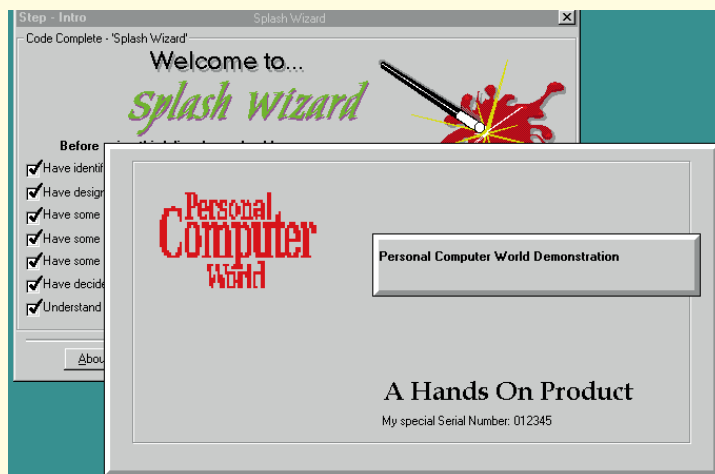 Step - Intro Splash Wizard
Code Complete - 'Splash Wizard'
Welcome to...
Splash Wizard
Before
Have identif
Have design
Have some
Have some
Have some
Have decide
Understand
Abou
Personal
Computer
World
Personal Computer World Demonstration
A Hands On Product
My special Serial Number: 012345